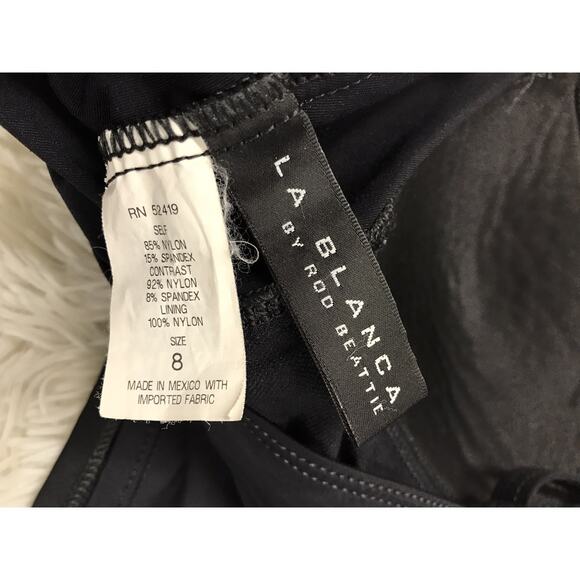 RN 52419
SELF
85% NYLON
15% SPANDEX
CONTRAST
92% NYLON
8% SPANDEX
LINING
100% NYLON
SIZE
8
MADE IN MEXICO WITH
IMPORTED FABRIC
LA BLANCA
BY ROD BEATTIE